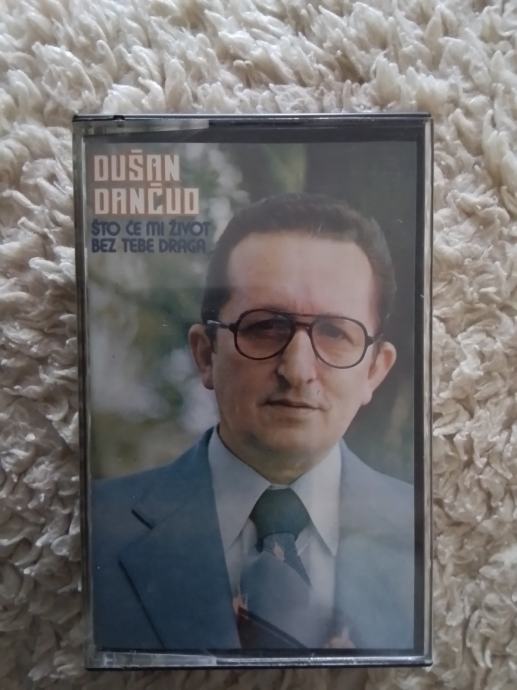 DUŠAN
DANČUO
ŠTO ĆE MI ŽIVOT
BEZ TEBE DRAGA